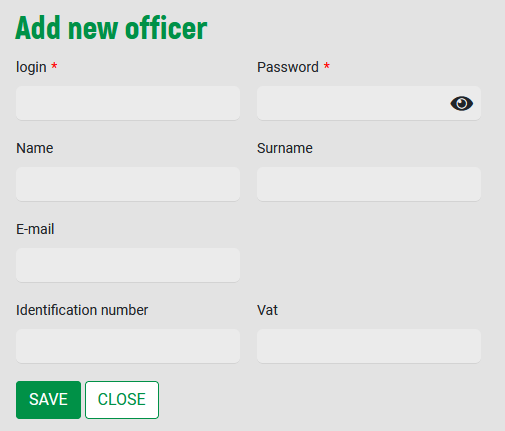 Add new officer
login * Password *
Name Surname
E-mail
Identification number Vat
SAVE CLOSE